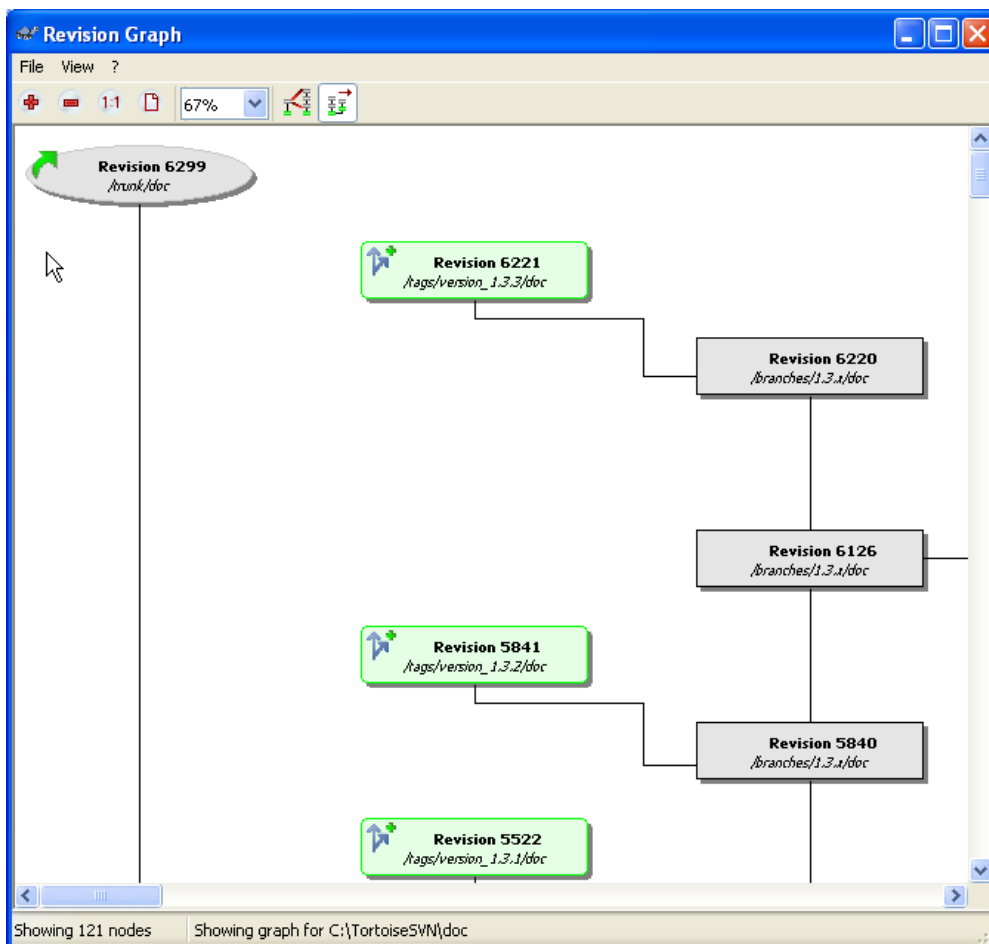 Revision Graph
File View ?
1:1 67%
Revision 6299
/trunk/doc
Revision 6221
/tags/version_1.3.3/doc
Revision 6220
/branches/1.3.x/doc
Revision 6126
/branches/1.3.x/doc
Revision 5841
/tags/version_1.3.2/doc
Revision 5840
/branches/1.3.x/doc
Revision 5522
/tags/version_1.3.1/doc
Showing 121 nodes Showing graph for C:\TortoiseSVN\doc